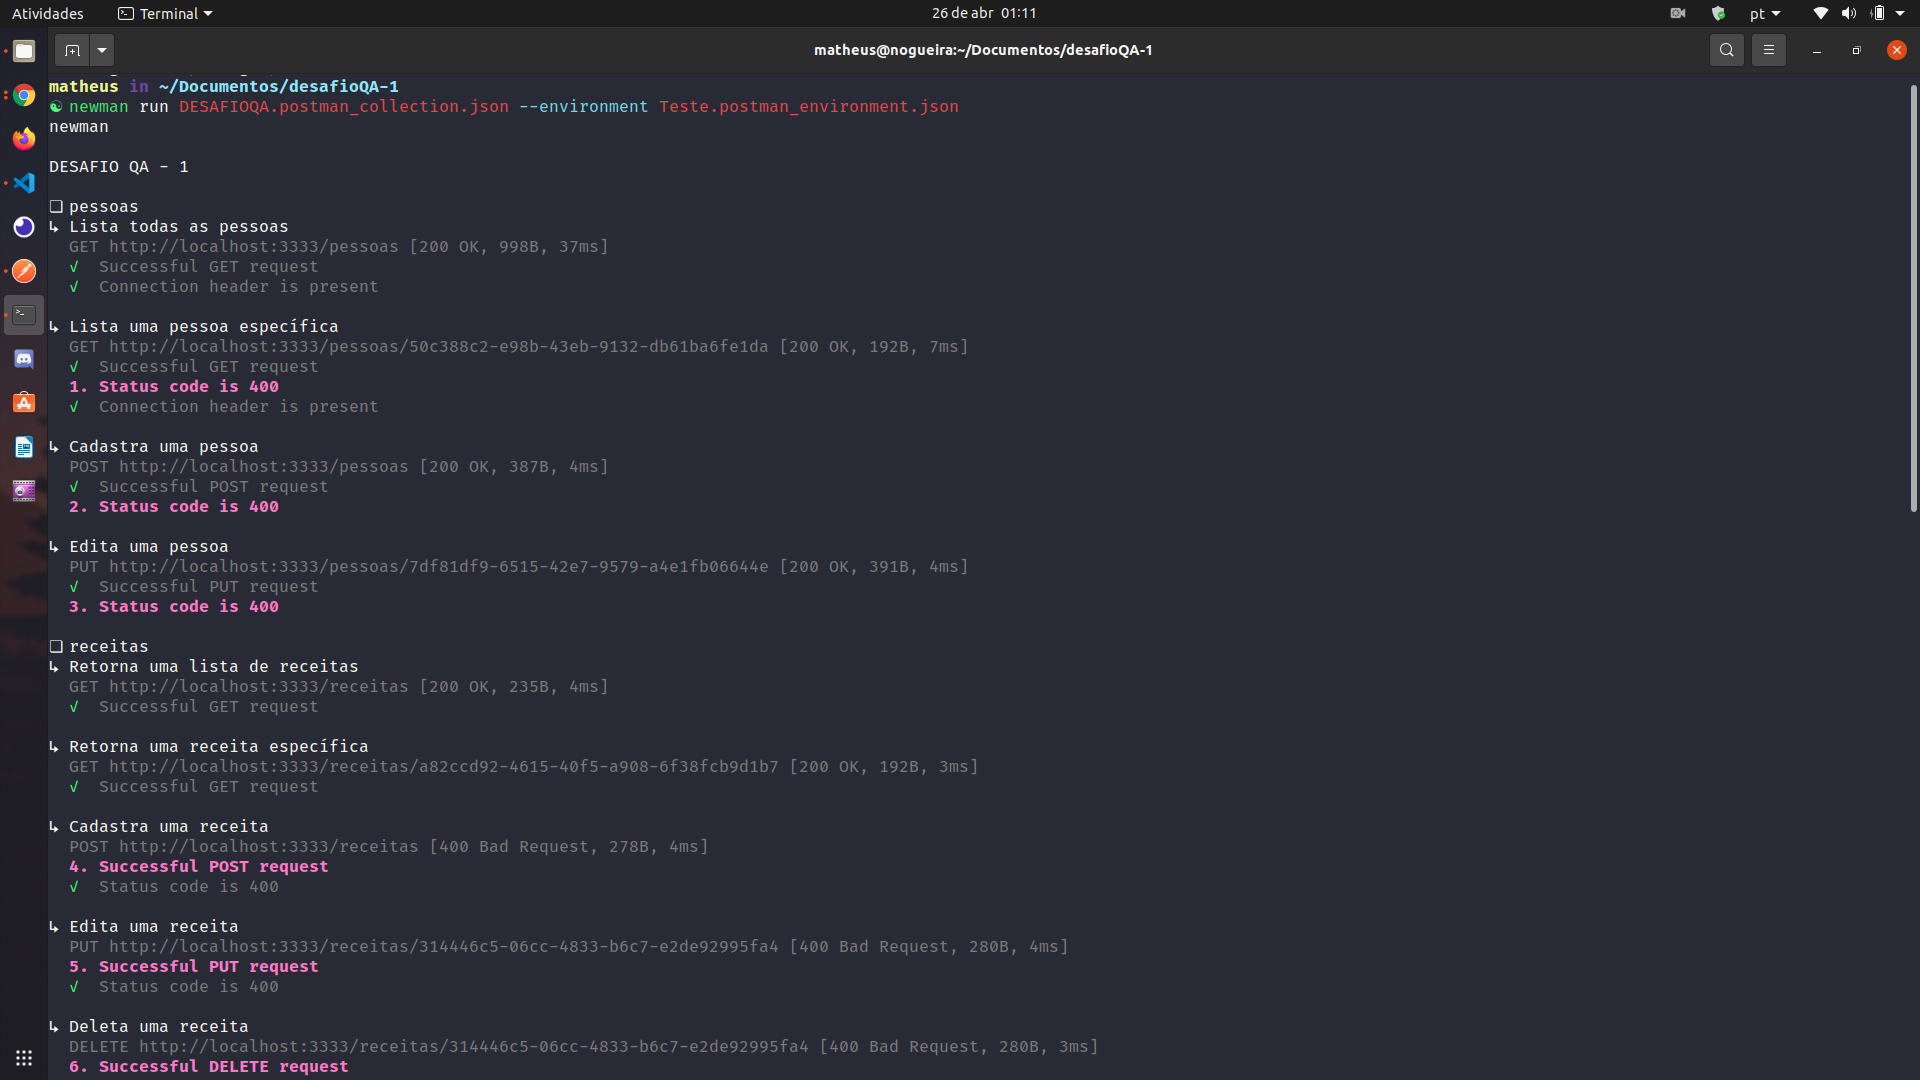 Atividades
Terminal
26 de abr 01:11
pt
matheus@nogueira:~/Documentos/desafioQA-1
matheus in ~/Documentos/desafioQA-1
newman run DESAFIOQA.postman_collection.json --environment Teste.postman_environment.json
newman
DESAFIO QA - 1
❏ pessoas
↳ Lista todas as pessoas
GET http://localhost:3333/pessoas [200 OK, 998B, 37ms]
√ Successful GET request
√ Connection header is present
↳ Lista uma pessoa específica
GET http://localhost:3333/pessoas/50c388c2-e98b-43eb-9132-db61ba6fe1da [200 OK, 192B, 7ms]
√ Successful GET request
1. Status code is 400
√ Connection header is present
↳ Cadastra uma pessoa
POST http://localhost:3333/pessoas [200 OK, 387B, 4ms]
√ Successful POST request
2. Status code is 400
↳ Edita uma pessoa
PUT http://localhost:3333/pessoas/7df81df9-6515-42e7-9579-a4e1fb06644e [200 OK, 391B, 4ms]
√ Successful PUT request
3. Status code is 400
❏ receitas
↳ Retorna uma lista de receitas
GET http://localhost:3333/receitas [200 OK, 235B, 4ms]
√ Successful GET request
↳ Retorna uma receita específica
GET http://localhost:3333/receitas/a82ccd92-4615-40f5-a908-6f38fcb9d1b7 [200 OK, 192B, 3ms]
√ Successful GET request
↳ Cadastra uma receita
POST http://localhost:3333/receitas [400 Bad Request, 278B, 4ms]
4. Successful POST request
√ Status code is 400
↳ Edita uma receita
PUT http://localhost:3333/receitas/314446c5-06cc-4833-b6c7-e2de92995fa4 [400 Bad Request, 280B, 4ms]
5. Successful PUT request
√ Status code is 400
↳ Deleta uma receita
DELETE http://localhost:3333/receitas/314446c5-06cc-4833-b6c7-e2de92995fa4 [400 Bad Request, 280B, 3ms]
6. Successful DELETE request